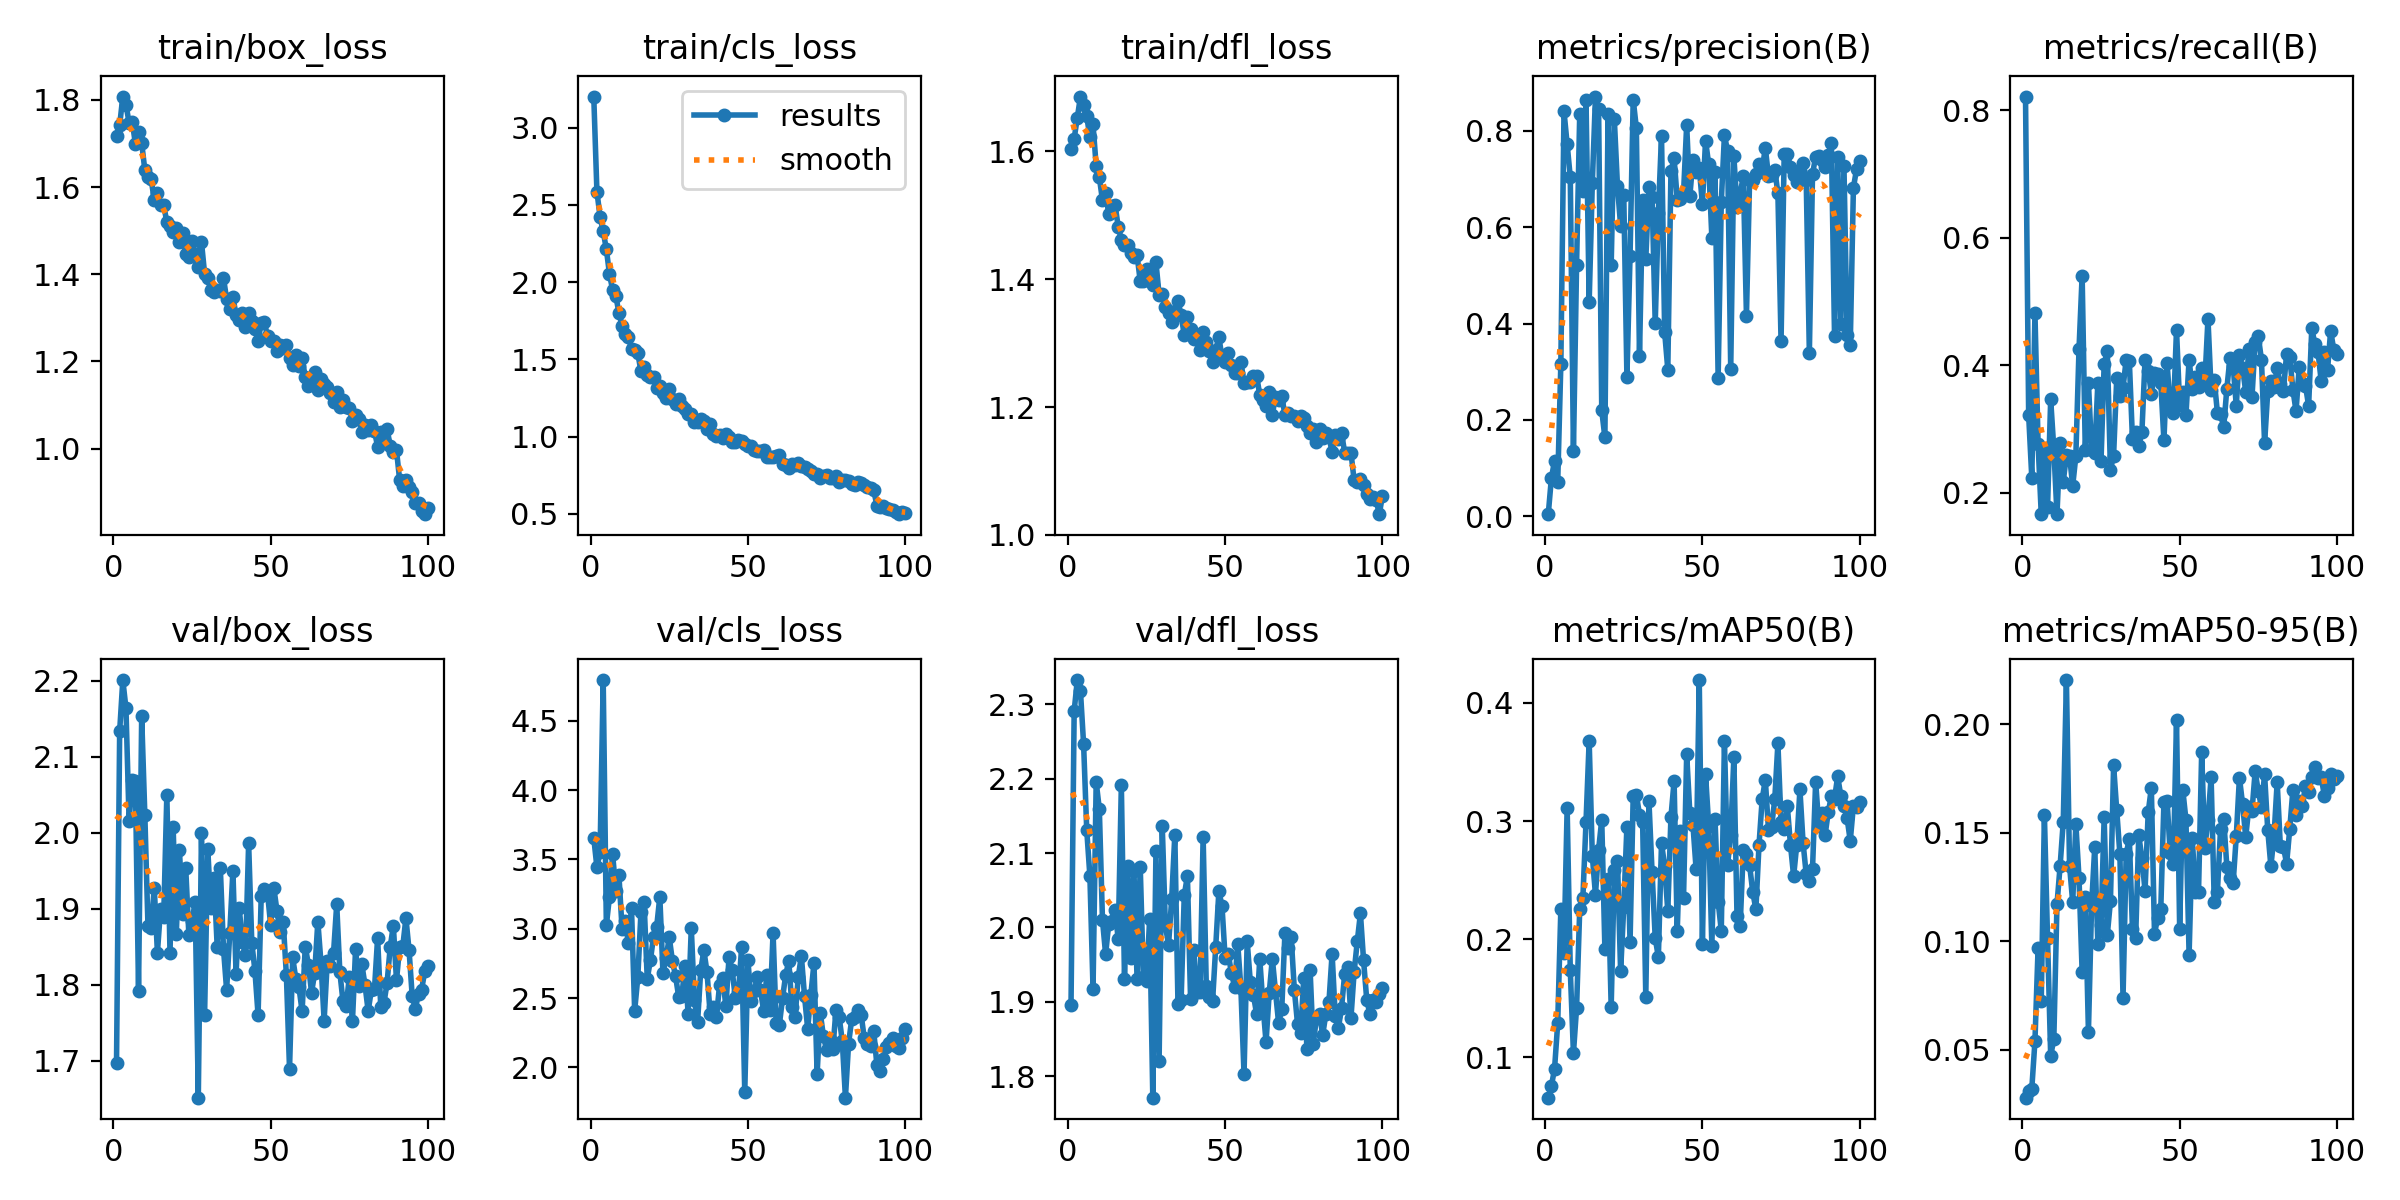 train/box_loss
1.8
1.6
1.4
1.2
1.0
0 50 100
train/cls_loss
results
smooth
3.0
2.5
2.0
1.5
1.0
0.5
0 50 100
train/dfl_loss
1.6
1.4
1.2
1.0
0 50 100
metrics/precision(B)
0.8
0.6
0.4
0.2
0.0
0 50 100
metrics/recall(B)
0.8
0.6
0.4
0.2
0 50 100
val/box_loss
2.2
2.1
2.0
1.9
1.8
1.7
0 50 100
val/cls_loss
4.5
4.0
3.5
3.0
2.5
2.0
0 50 100
val/dfl_loss
2.3
2.2
2.1
2.0
1.9
1.8
0 50 100
metrics/mAP50(B)
0.4
0.3
0.2
0.1
0 50 100
metrics/mAP50-95(B)
0.20
0.15
0.10
0.05
0 50 100